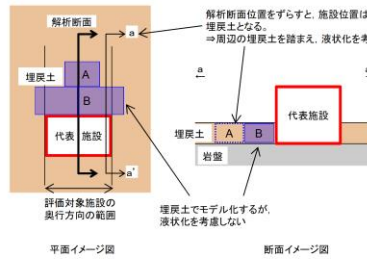 解析断面
解析断面位置をずらすと，施設位置は
埋戻土となる。
⇒周辺の埋戻土を踏まえ，液状化を考
a
埋戻土
A
B
代表 施設
a'
評価対象施設の
奥行方向の範囲
平面イメージ図
a
a
代表施設
埋戻土
A
B
岩盤
埋戻土でモデル化するが，
液状化を考慮しない
断面イメージ図